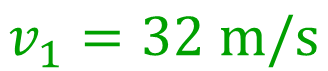 v₁ = 32 m/s